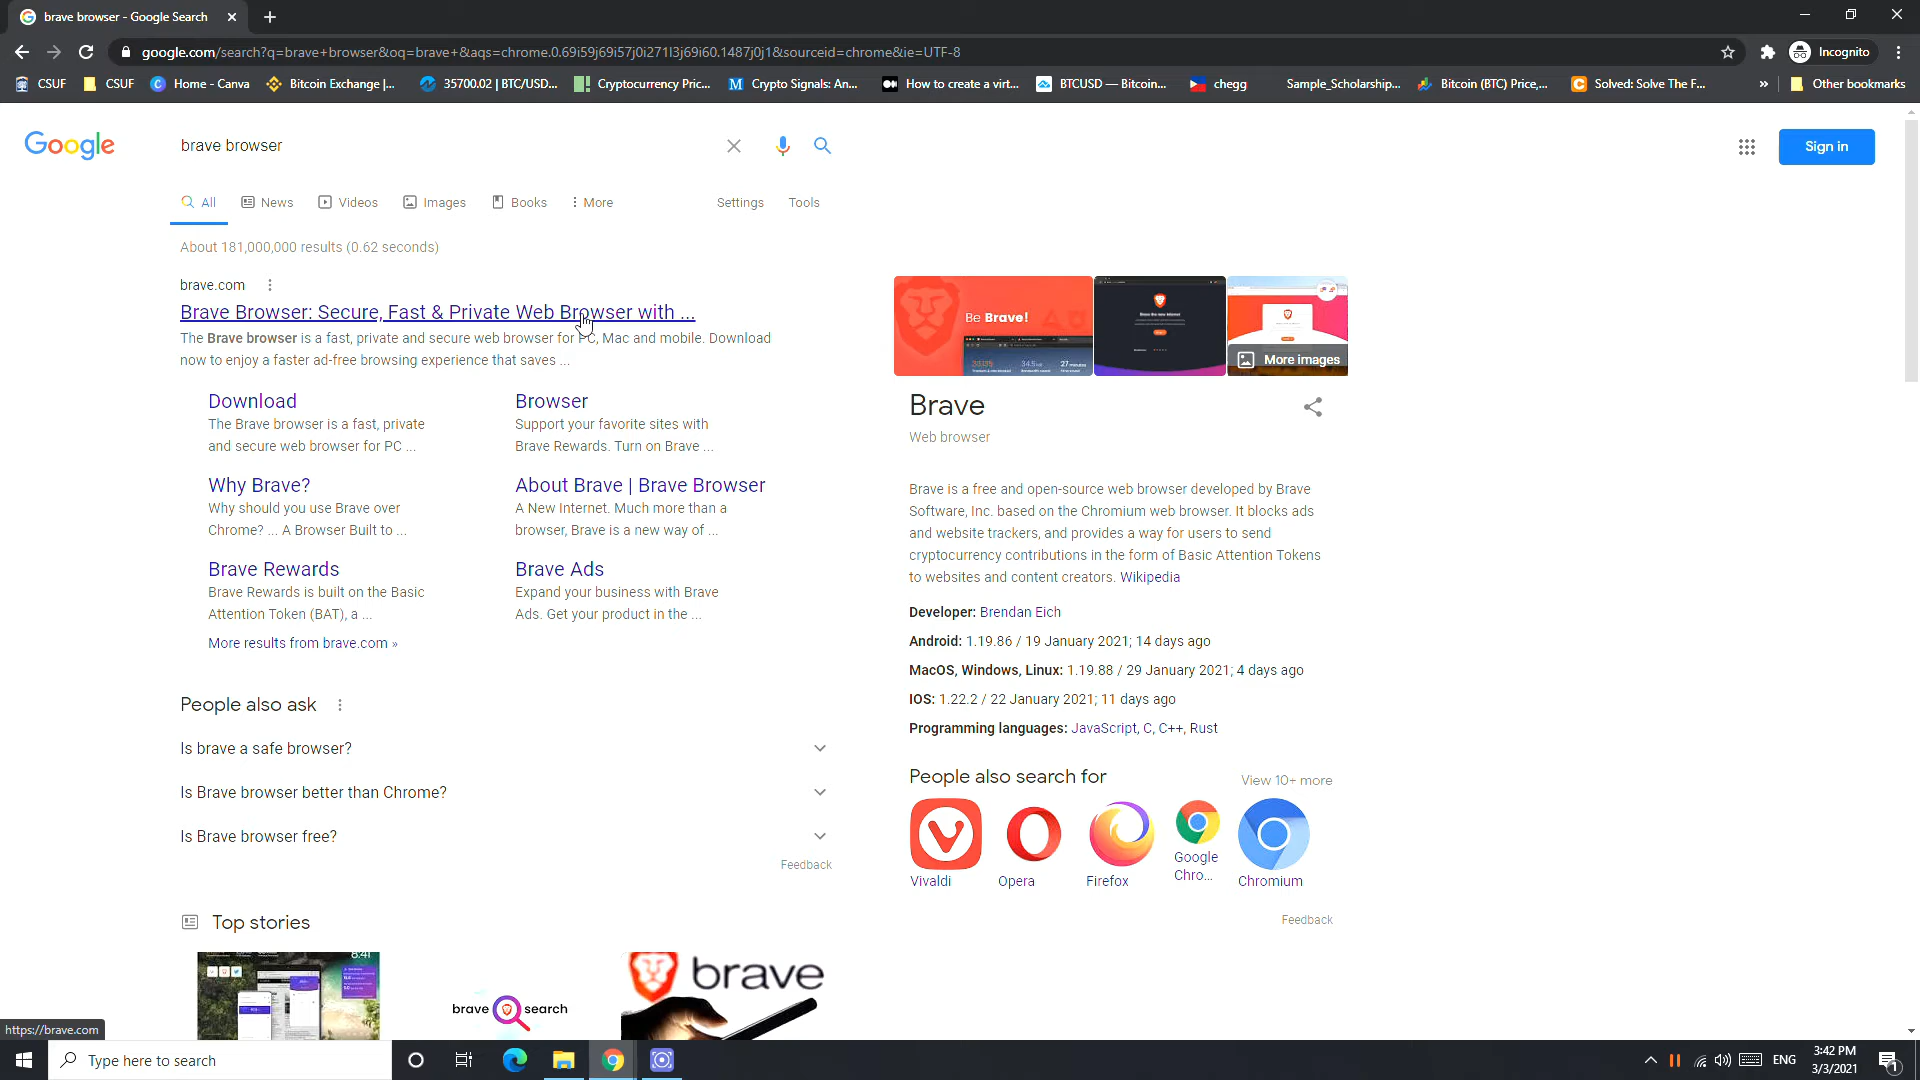 brave browser - Google Search
google.com/search?q=brave+browser&oq=brave+&aqs=chrome.0.69i59j69i57j0i271l3j69i60.1487j0j1&sourceid=chrome&ie=UTF-8
Incognito
CSUF
CSUF
Home - Canva
Bitcoin Exchange |...
35700.02 | BTC/USD...
Cryptocurrency Pric...
Crypto Signals: An...
How to create a virt...
BTCUSD — Bitcoin...
chegg
Sample_Scholarship...
Bitcoin (BTC) Price,...
Solved: Solve The F...
»
Other bookmarks
Google
brave browser
Sign in
All
News
Videos
Images
Books
More
Settings
Tools
About 181,000,000 results (0.62 seconds)
brave.com
Brave Browser: Secure, Fast & Private Web Browser with ...
The Brave browser is a fast, private and secure web browser for PC, Mac and mobile. Download
now to enjoy a faster ad-free browsing experience that saves ...
Download
The Brave browser is a fast, private
and secure web browser for PC ...
Browser
Support your favorite sites with
Brave Rewards. Turn on Brave ...
Why Brave?
Why should you use Brave over
Chrome? ... A Browser Built to ...
About Brave | Brave Browser
A New Internet. Much more than a
browser, Brave is a new way of ...
Brave Rewards
Brave Rewards is built on the Basic
Attention Token (BAT), a ...
Brave Ads
Expand your business with Brave
Ads. Get your product in the ...
More results from brave.com »
People also ask
Is brave a safe browser?
Is Brave browser better than Chrome?
Is Brave browser free?
Feedback
Top stories
brave search
brave
Be Brave!
More images
Brave
Web browser
Brave is a free and open-source web browser developed by Brave
Software, Inc. based on the Chromium web browser. It blocks ads
and website trackers, and provides a way for users to send
cryptocurrency contributions in the form of Basic Attention Tokens
to websites and content creators. Wikipedia
Developer: Brendan Eich
Android: 1.19.86 / 19 January 2021; 14 days ago
MacOS, Windows, Linux: 1.19.88 / 29 January 2021; 4 days ago
IOS: 1.22.2 / 22 January 2021; 11 days ago
Programming languages: JavaScript, C, C++, Rust
People also search for
View 10+ more
Vivaldi
Opera
Firefox
Google
Chro...
Chromium
Feedback
https://brave.com
Type here to search
ENG
3:42 PM
3/3/2021
1